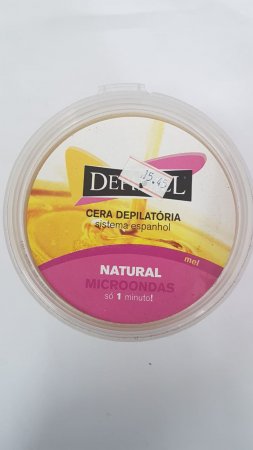 15.45
CERA DEPILATÓRIA
sistema espanhol
mel
NATURAL
MICROONDAS
só 1 minuto!